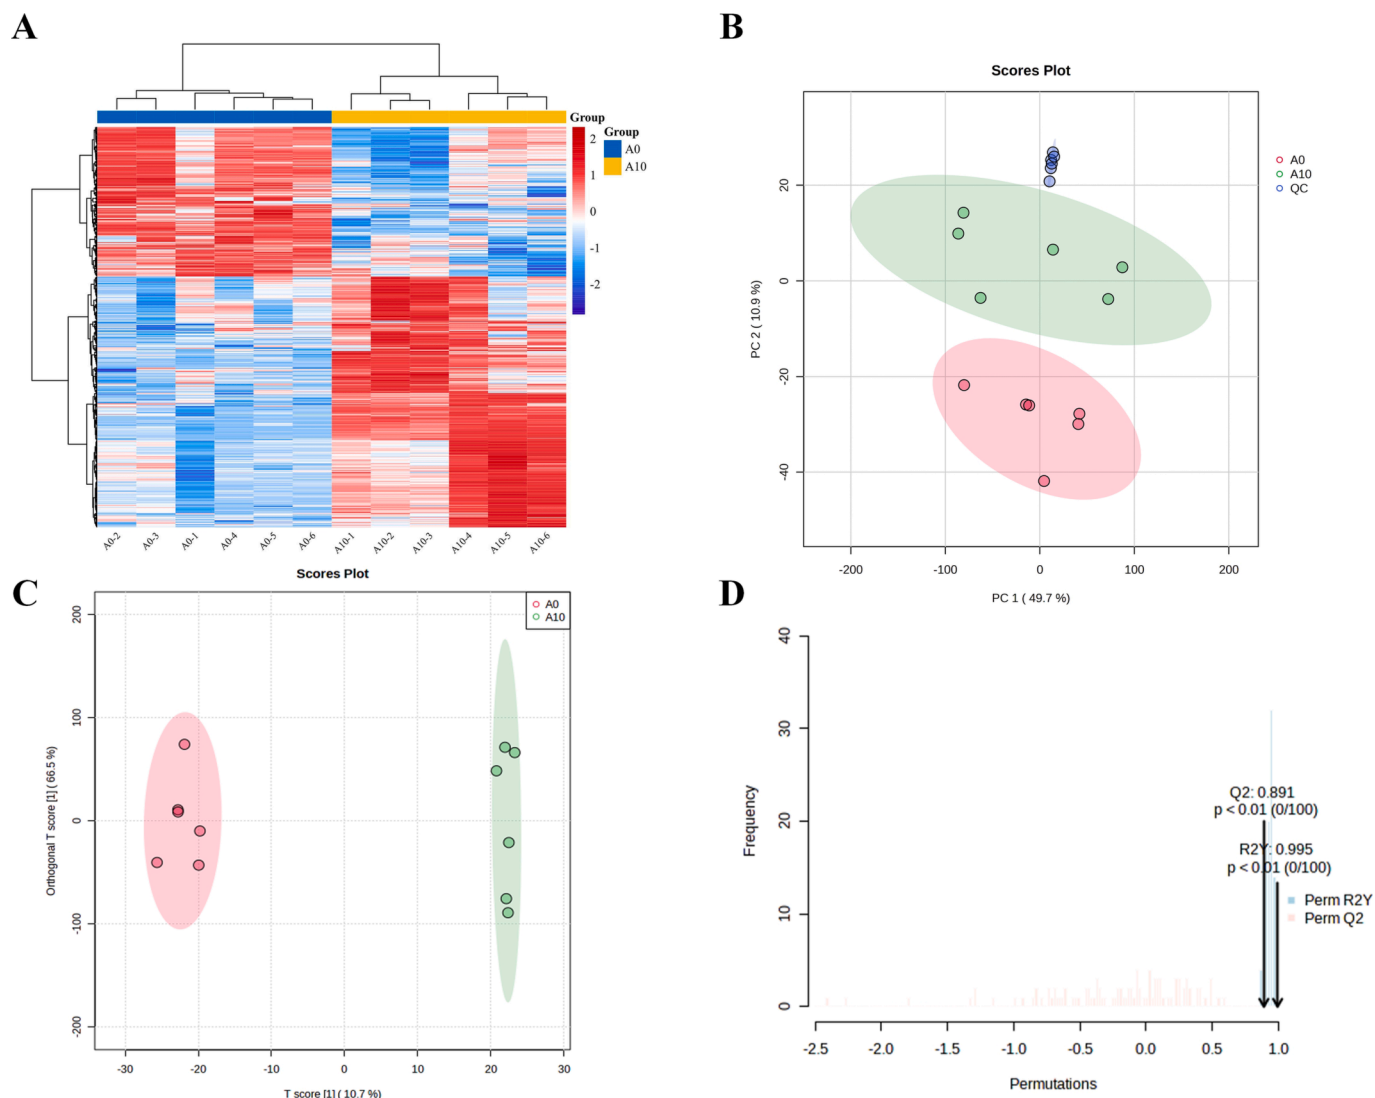 A
Group
2
1
0
-1
-2
Group
A0
A10
A0-2
A0-3
A0-1
A0-4
A0-5
A0-6
A10-1
A10-2
A10-3
A10-4
A10-5
A10-6
B
Scores Plot
PC 2 ( 10.9 %)
20
0
-20
-40
-200
-100
0
100
200
PC 1 ( 49.7 %)
A0
A10
QC
C
Scores Plot
Orthogonal T score [1] ( 66.5 %)
200
100
0
-100
-200
-30
-20
-10
0
10
20
30
T score [1] ( 10.7 %)
A0
A10
D
Frequency
40
30
20
10
0
-2.5
-2.0
-1.5
-1.0
-0.5
0.0
0.5
1.0
Permutations
Q2: 0.891
p < 0.01 (0/100)
R2Y: 0.995
p < 0.01 (0/100)
Perm R2Y
Perm Q2